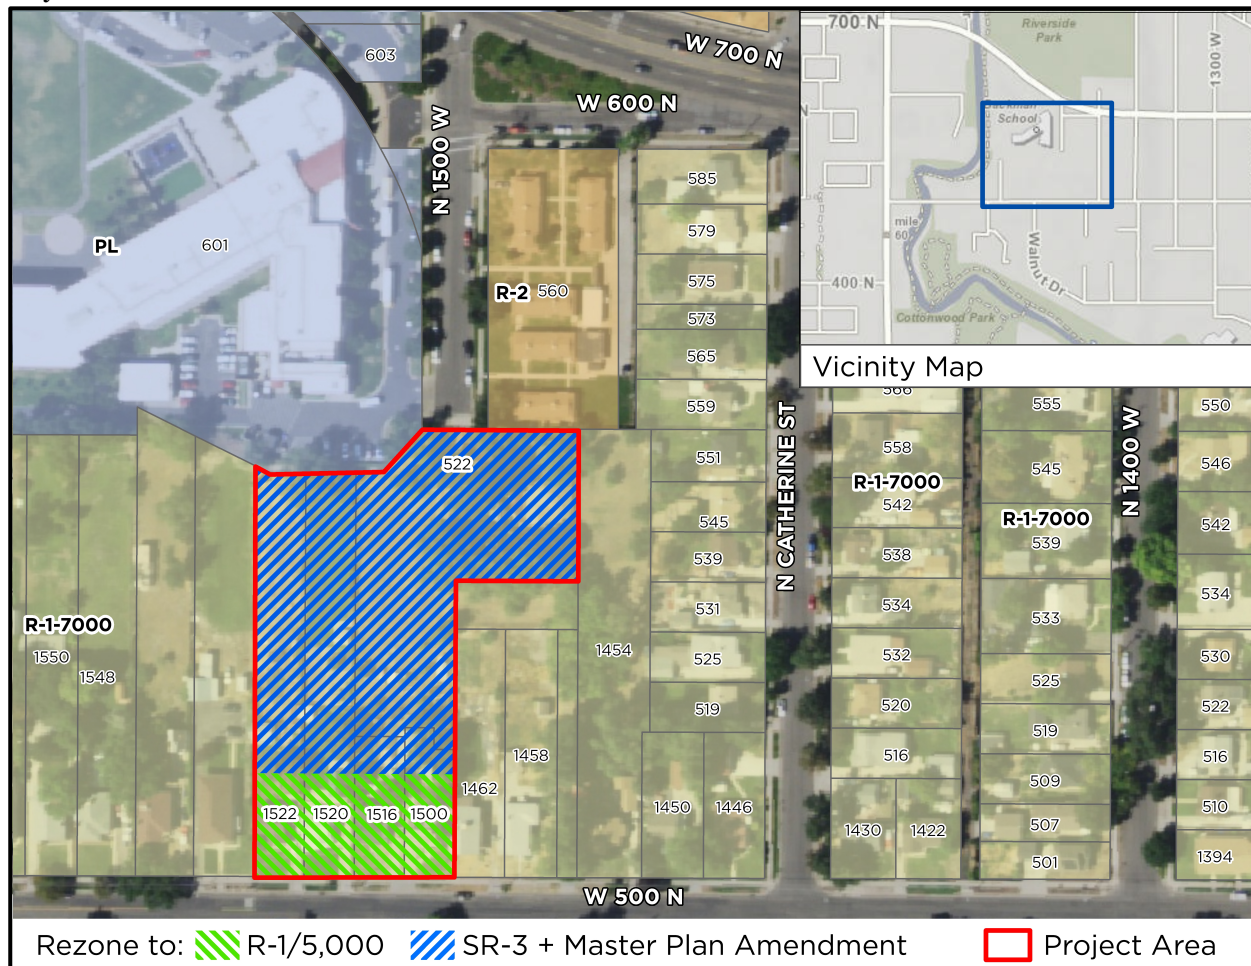 603
W 700 N
W 600 N
N 1500 W
PL
601
R-2 560
585
579
575
573
565
559
700 N
Riverside
Park
1300 W
School
mile
400 N
Walnut Dr
Cottonwood Park
Vicinity Map
522
551
545
539
531
525
519
1454
N CATHERINE ST
566
558
R-1-7000
542
538
534
532
520
516
1430
1422
555
545
R-1-7000
539
533
525
519
509
507
501
N 1400 W
550
546
542
534
530
522
516
510
1394
R-1-7000
1550
1548
1522
1520
1516
1500
1462
1458
1450
1446
W 500 N
Rezone to: R-1/5,000 SR-3 + Master Plan Amendment Project Area